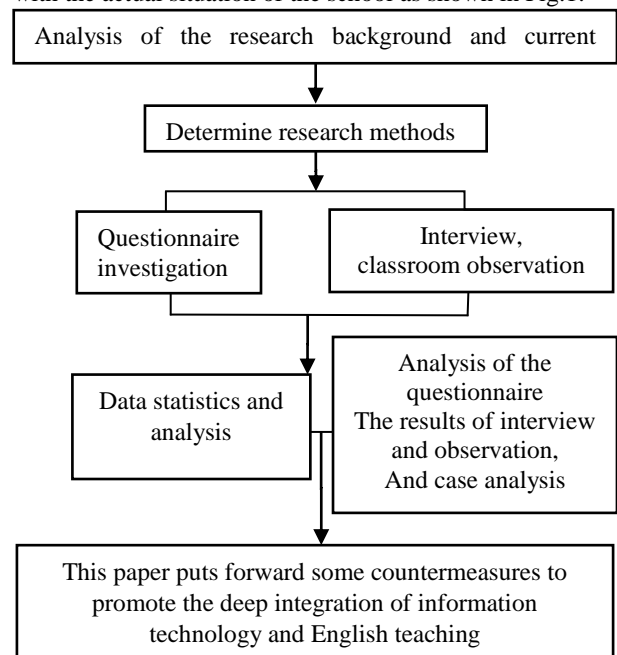 with the actual situation of the school as shown in Fig.1.
Analysis of the research background and current
Determine research methods
Questionnaire
investigation
Interview,
classroom observation
Data statistics and
analysis
Analysis of the
questionnaire
The results of interview
and observation,
And case analysis
This paper puts forward some countermeasures to
promote the deep integration of information
technology and English teaching